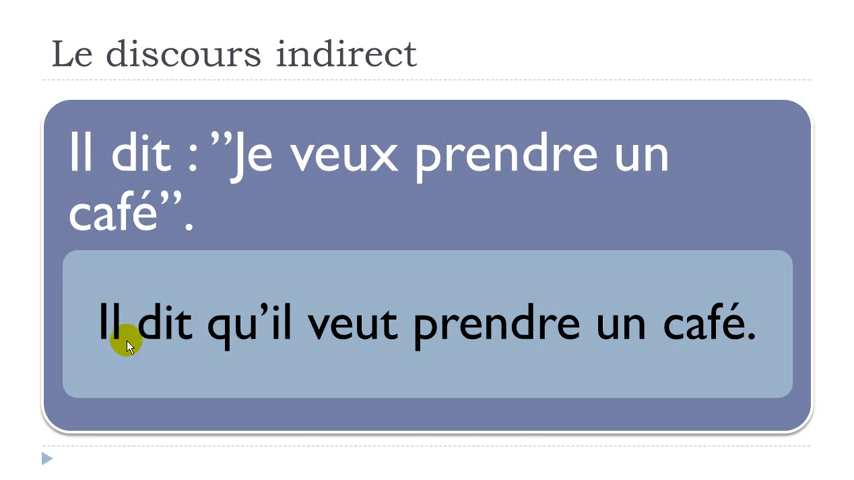 Le discours indirect
Il dit : ”Je veux prendre un
café”.
Il dit qu’il veut prendre un café.